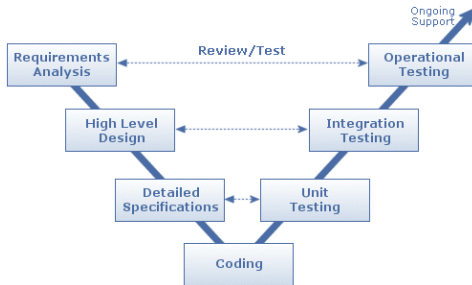 Ongoing
Support
Requirements
Analysis
Review/Test
Operational
Testing
High Level
Design
Integration
Testing
Detailed
Specifications
Unit
Testing
Coding